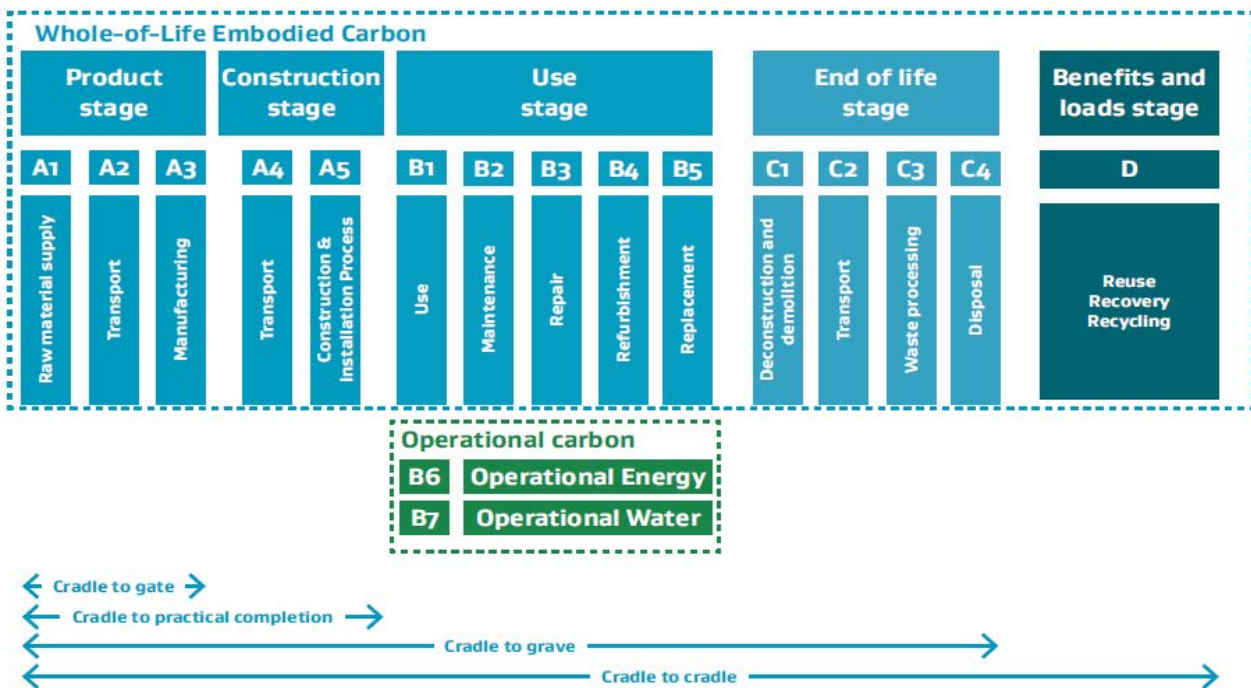 Whole-of-Life Embodied Carbon
Product
stage
Construction
stage
Use
stage
End of life
stage
Benefits and
loads stage
A1
A2
A3
A4
A5
B1
B2
B3
B4
B5
C1
C2
C3
C4
D
Raw material supply
Transport
Manufacturing
Transport
Construction &
Installation Process
Use
Maintenance
Repair
Refurbishment
Replacement
Deconstruction and
demolition
Transport
Waste processing
Disposal
Reuse
Recovery
Recycling
Operational carbon
B6 Operational Energy
B7 Operational Water
Cradle to gate
Cradle to practical completion
Cradle to grave
Cradle to cradle